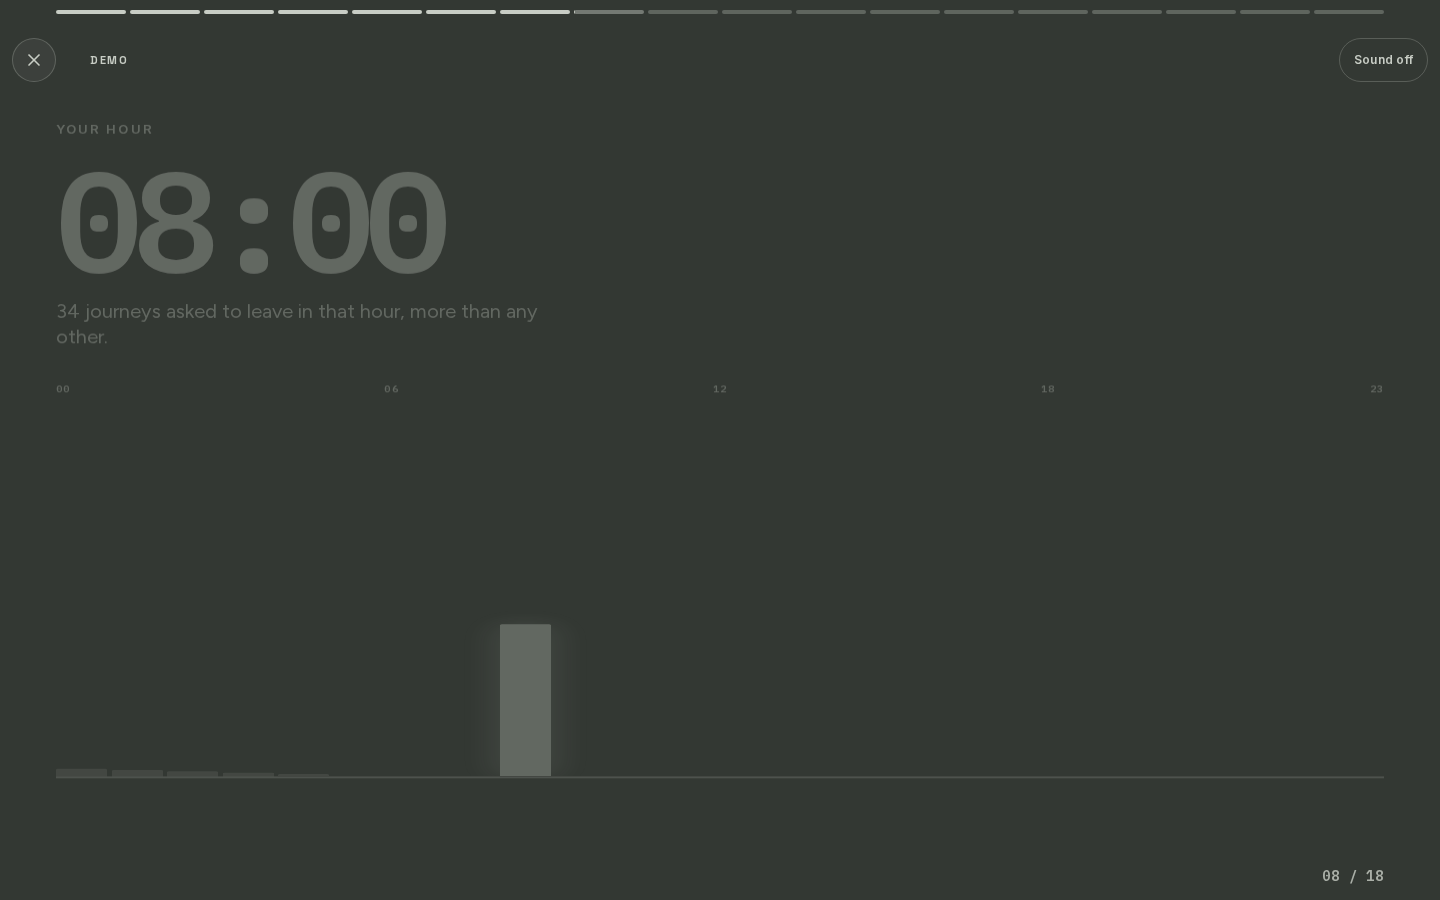 DEMO
Sound off
YOUR HOUR
08:00
34 journeys asked to leave in that hour, more than any
other.
00 06 12 18 23
08 / 18